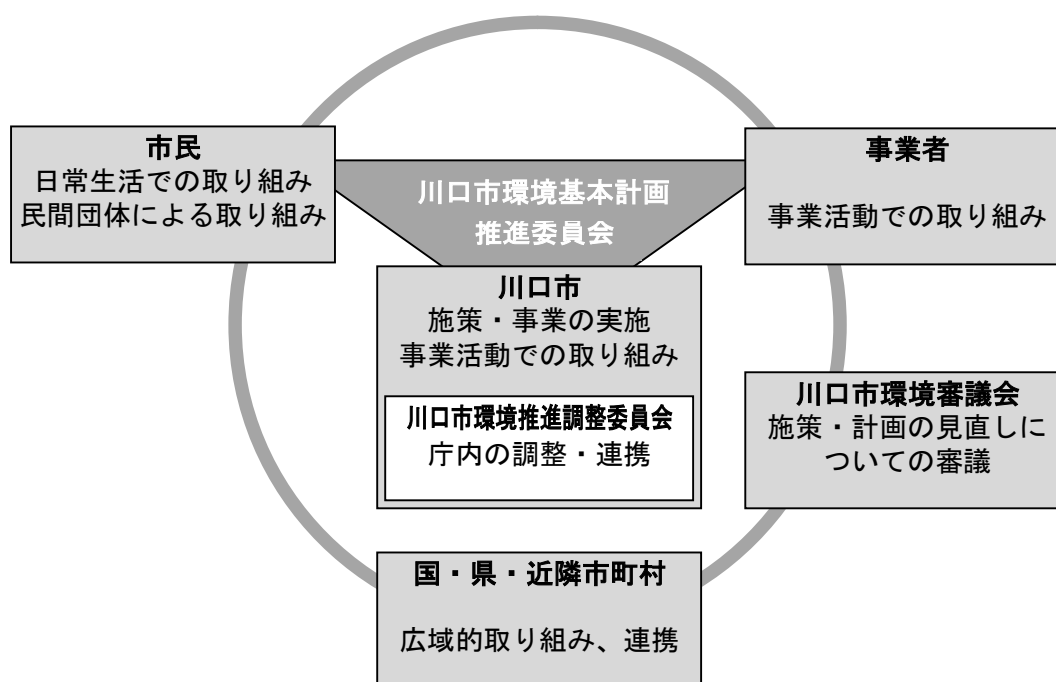 市民
日常生活での取り組み
民間団体による取り組み
川口市環境基本計画
推進委員会
事業者
事業活動での取り組み
川口市
施策・事業の実施
事業活動での取り組み
川口市環境推進調整委員会
庁内の調整・連携
川口市環境審議会
施策・計画の見直しに
ついての審議
国・県・近隣市町村
広域的取り組み、連携